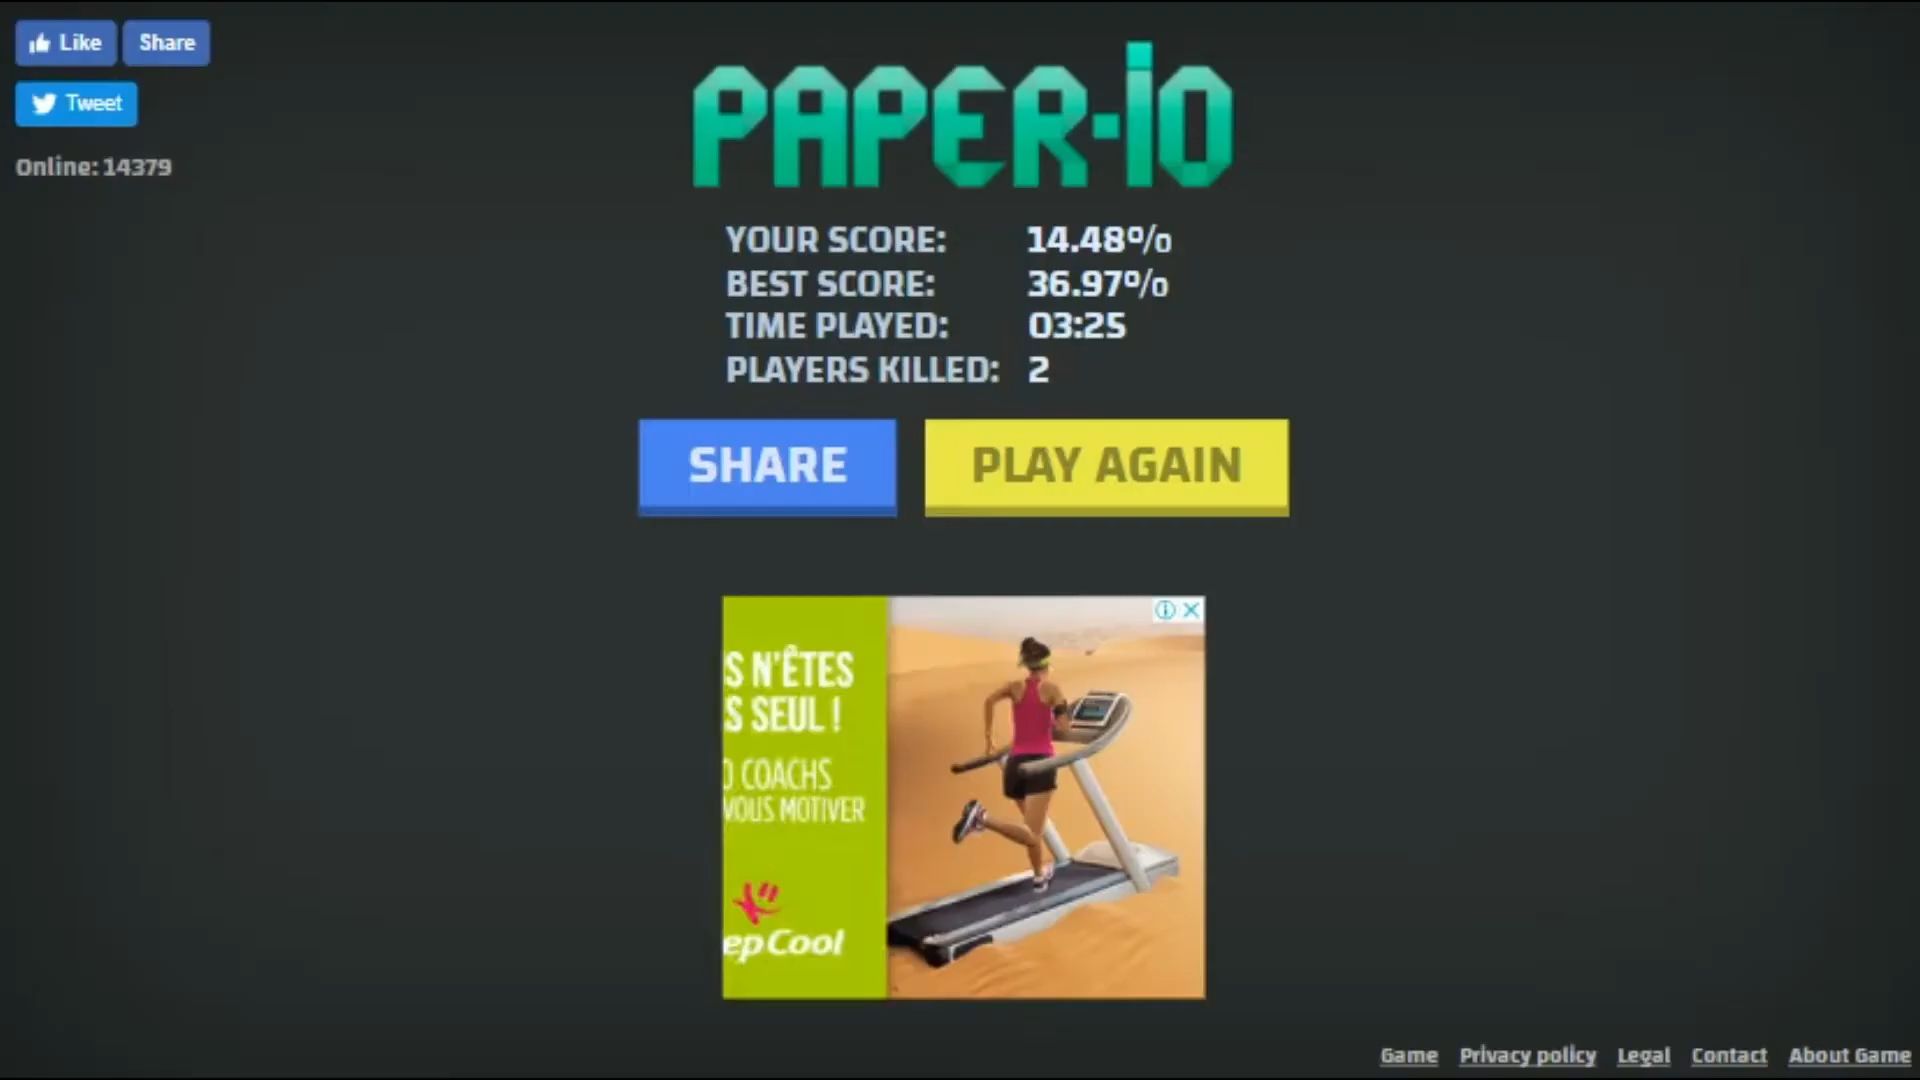 Like Share
Tweet
Online: 14379
PAPER-iO
YOUR SCORE: 14.48%
BEST SCORE: 36.97%
TIME PLAYED: 03:25
PLAYERS KILLED: 2
SHARE PLAY AGAIN
S N'ÊTES
S SEUL !
COACHS
VOUS MOTIVER
epCool
Game Privacy policy Legal Contact About Game